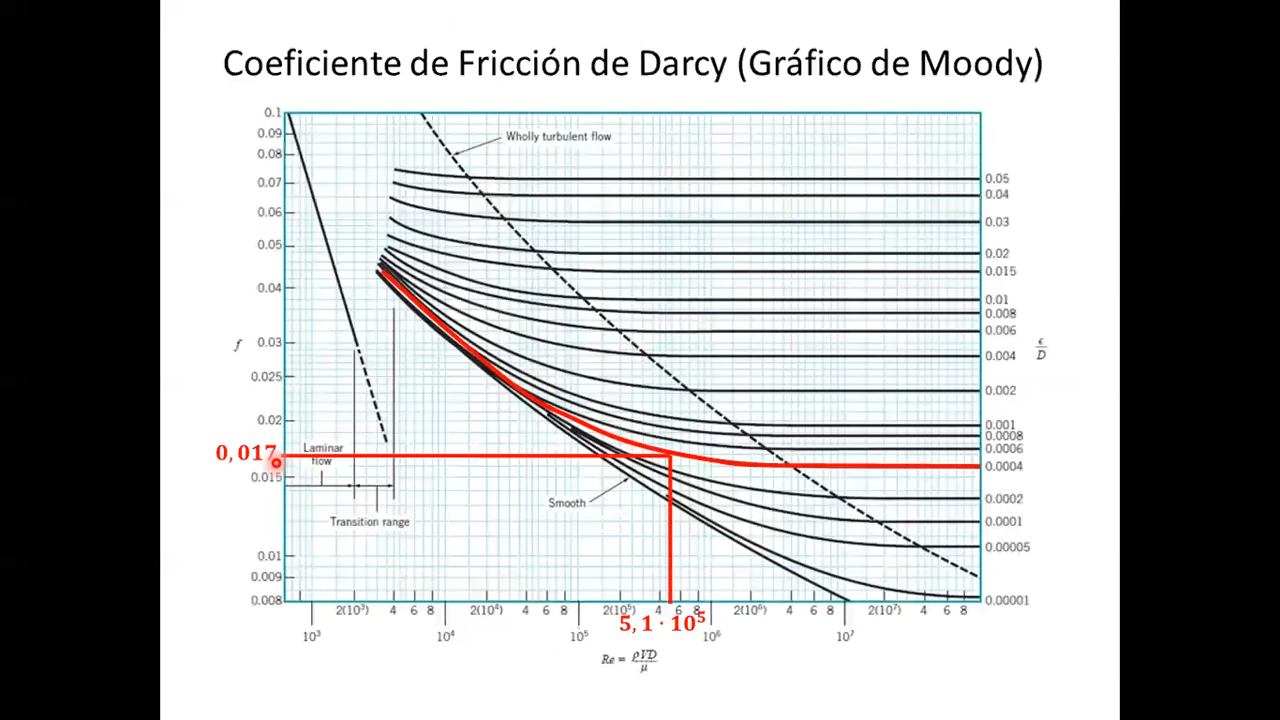 Coeficiente de Fricción de Darcy (Gráfico de Moody)
0.1
0.09
0.08
0.07
0.06
0.05
0.04
0.03
0.025
0.02
0.015
0.01
0.009
0.008
f
0,017
Wholly turbulent flow
Laminar
flow
Transition range
Smooth
0.05
0.04
0.03
0.02
0.015
0.01
0.008
0.006
0.004
0.002
0.001
0.0008
0.0006
0.0004
0.0002
0.0001
0.00005
0.00001
ϵ
D
2(10³) 4 6 8 2(10⁴) 4 6 8 2(10⁵) 4 6 8 2(10⁶) 4 6 8 2(10⁷) 4 6 8
5,1 · 10⁵
10³ 10⁴ 10⁵ 10⁶ 10⁷
Re = ρVD
μ